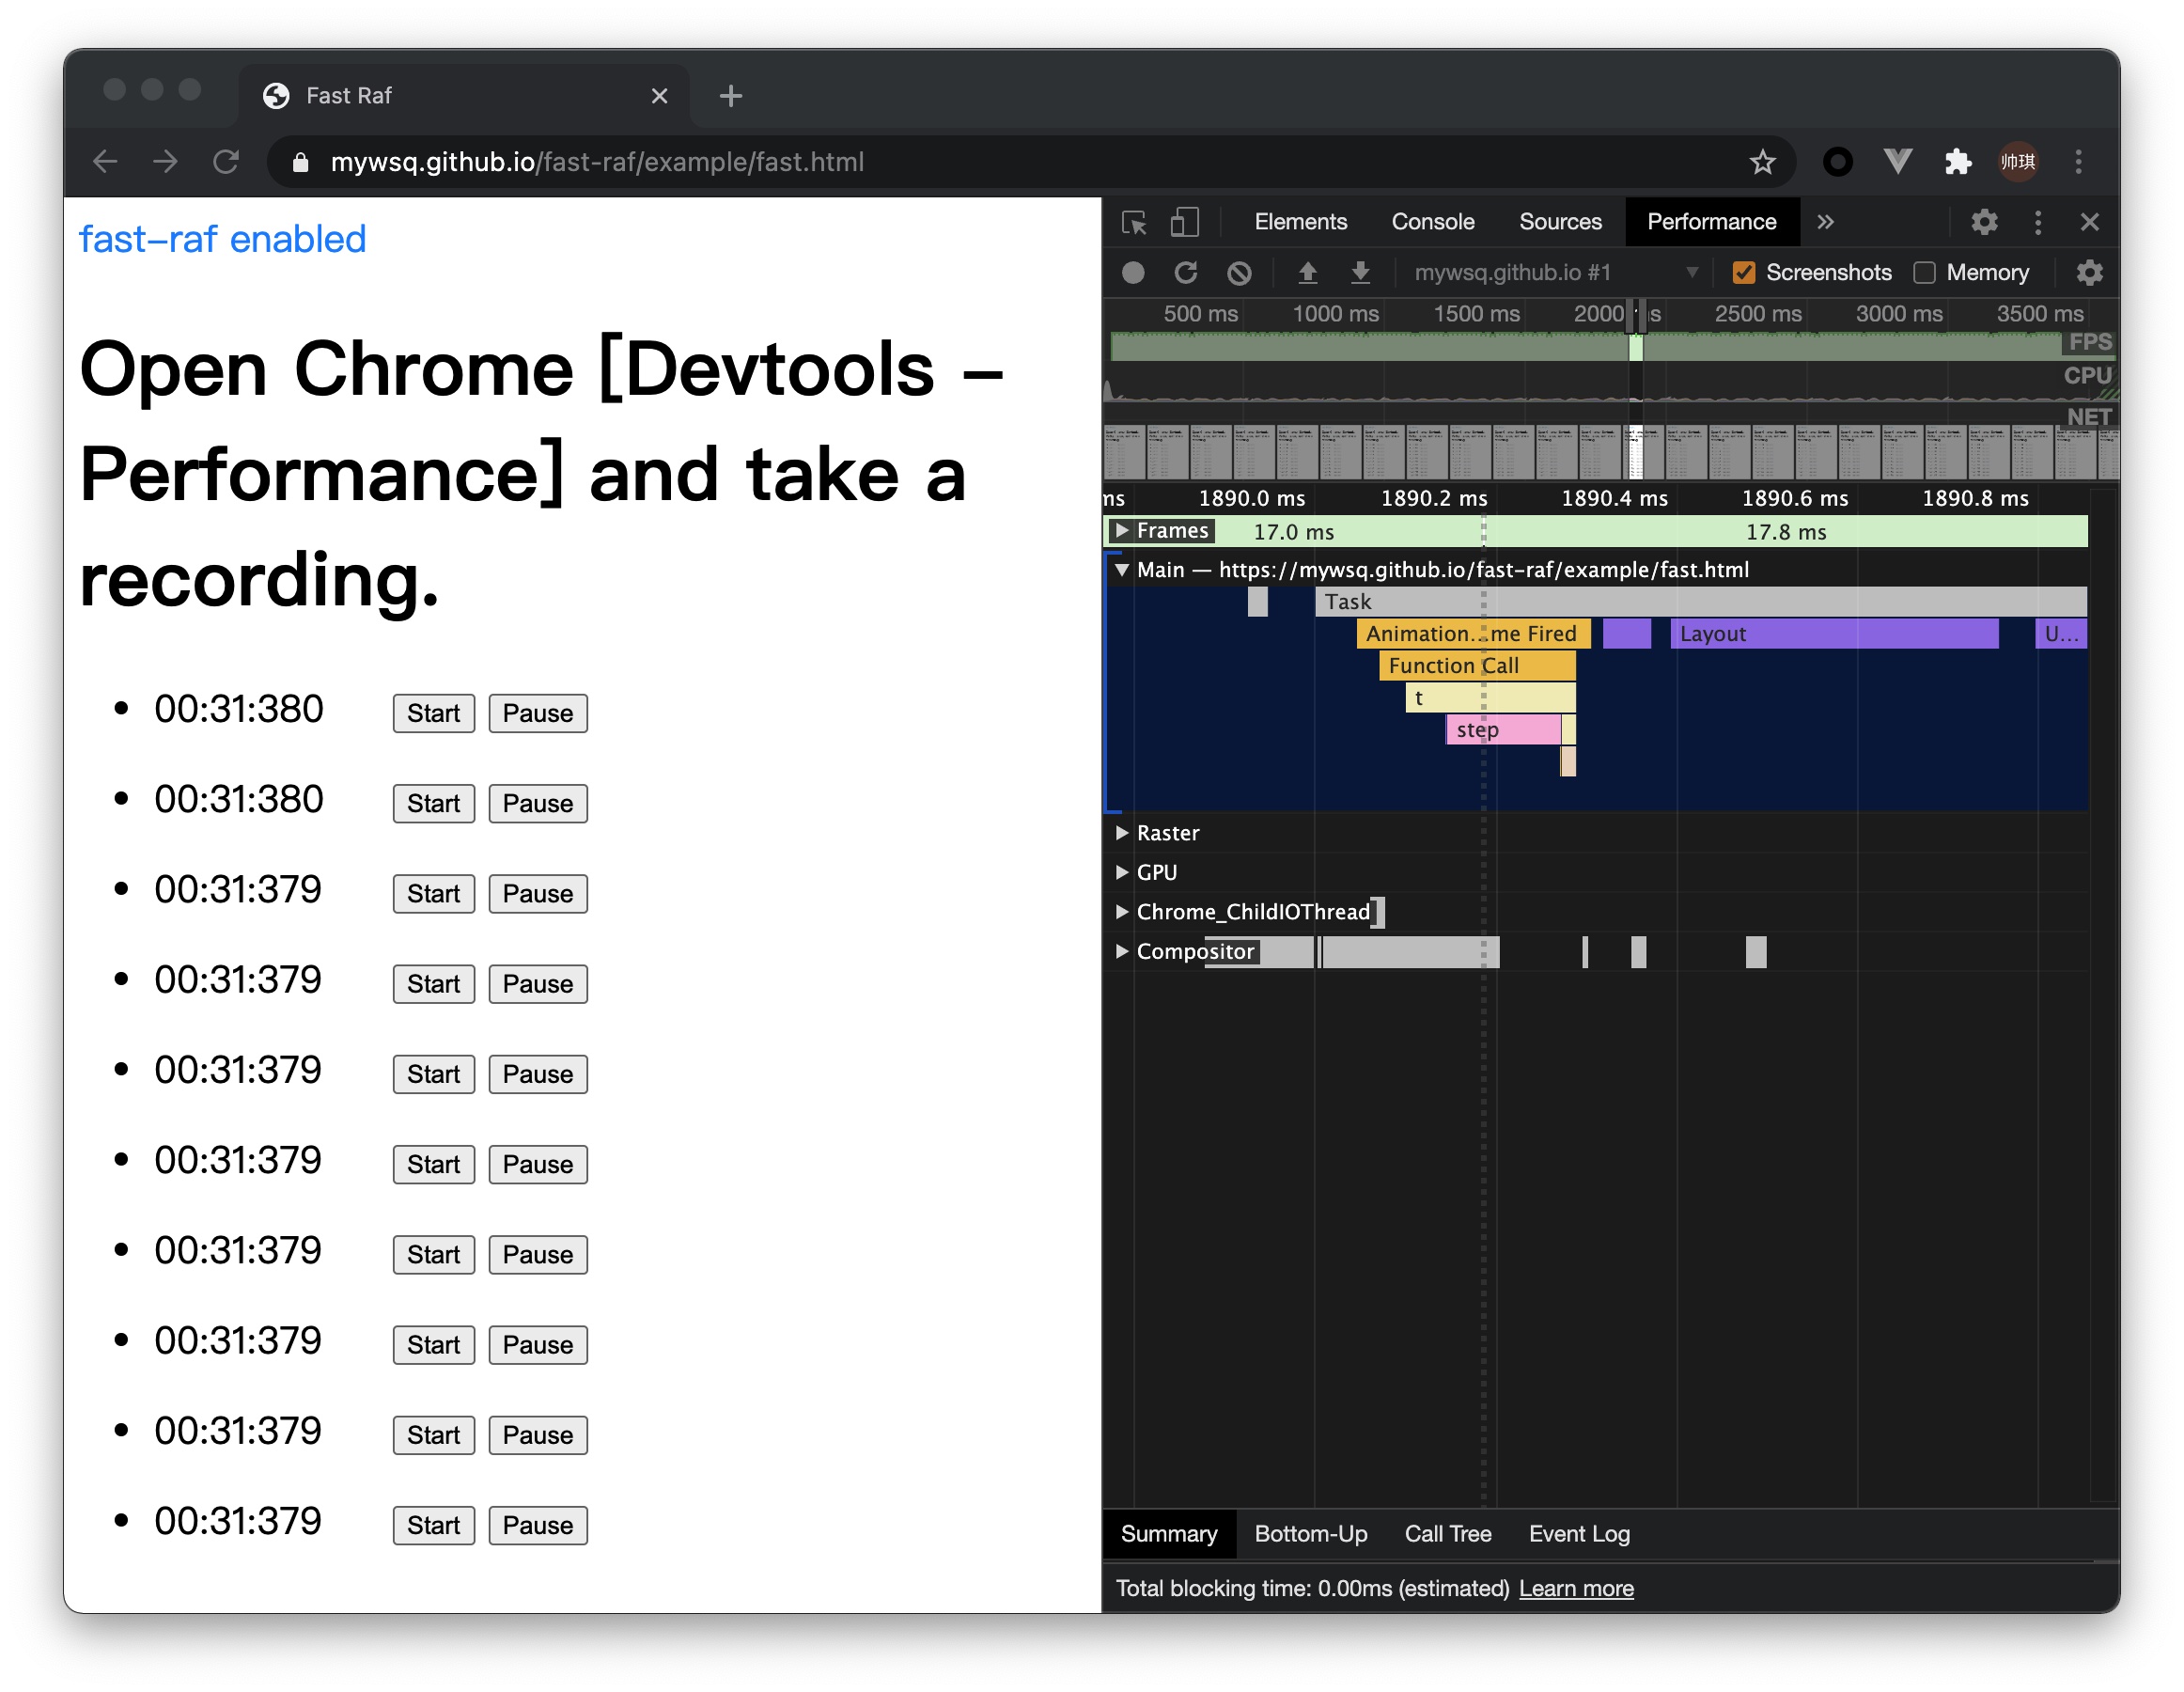 Fast Raf
mywsq.github.io/fast-raf/example/fast.html
帅琪
fast-raf enabled
Open Chrome [Devtools -
Performance] and take a
recording.
00:31:380 Start Pause
00:31:380 Start Pause
00:31:379 Start Pause
00:31:379 Start Pause
00:31:379 Start Pause
00:31:379 Start Pause
00:31:379 Start Pause
00:31:379 Start Pause
00:31:379 Start Pause
00:31:379 Start Pause
Elements Console Sources Performance »
mywsq.github.io #1 Screenshots Memory
500 ms 1000 ms 1500 ms 2000 s 2500 ms 3000 ms 3500 ms
FPS
CPU
NET
ms 1890.0 ms 1890.2 ms 1890.4 ms 1890.6 ms 1890.8 ms
Frames 17.0 ms 17.8 ms
Main — https://mywsq.github.io/fast-raf/example/fast.html
Task
Animation...me Fired Layout U...
Function Call
t
step
Raster
GPU
Chrome_ChildIOThread
Compositor
Summary Bottom-Up Call Tree Event Log
Total blocking time: 0.00ms (estimated) Learn more